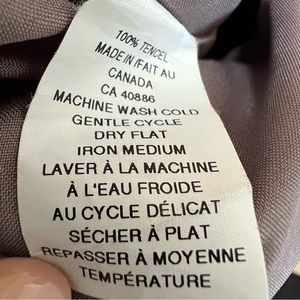 100% TENCEL
MADE IN /FAIT AU
CANADA
CA 40886
MACHINE WASH COLD
GENTLE CYCLE
DRY FLAT
IRON MEDIUM
LAVER À LA MACHINE
À L'EAU FROIDE
AU CYCLE DÉLICAT
SÉCHER À PLAT
REPASSER À MOYENNE
TEMPÉRATURE